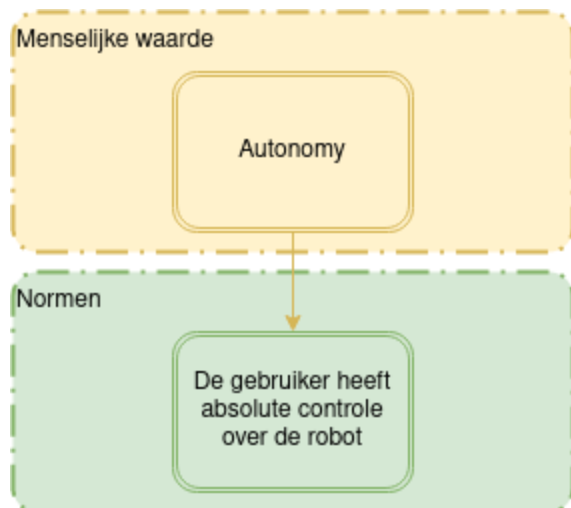 Menselijke waarde
Autonomy
Normen
De gebruiker heeft
absolute controle
over de robot